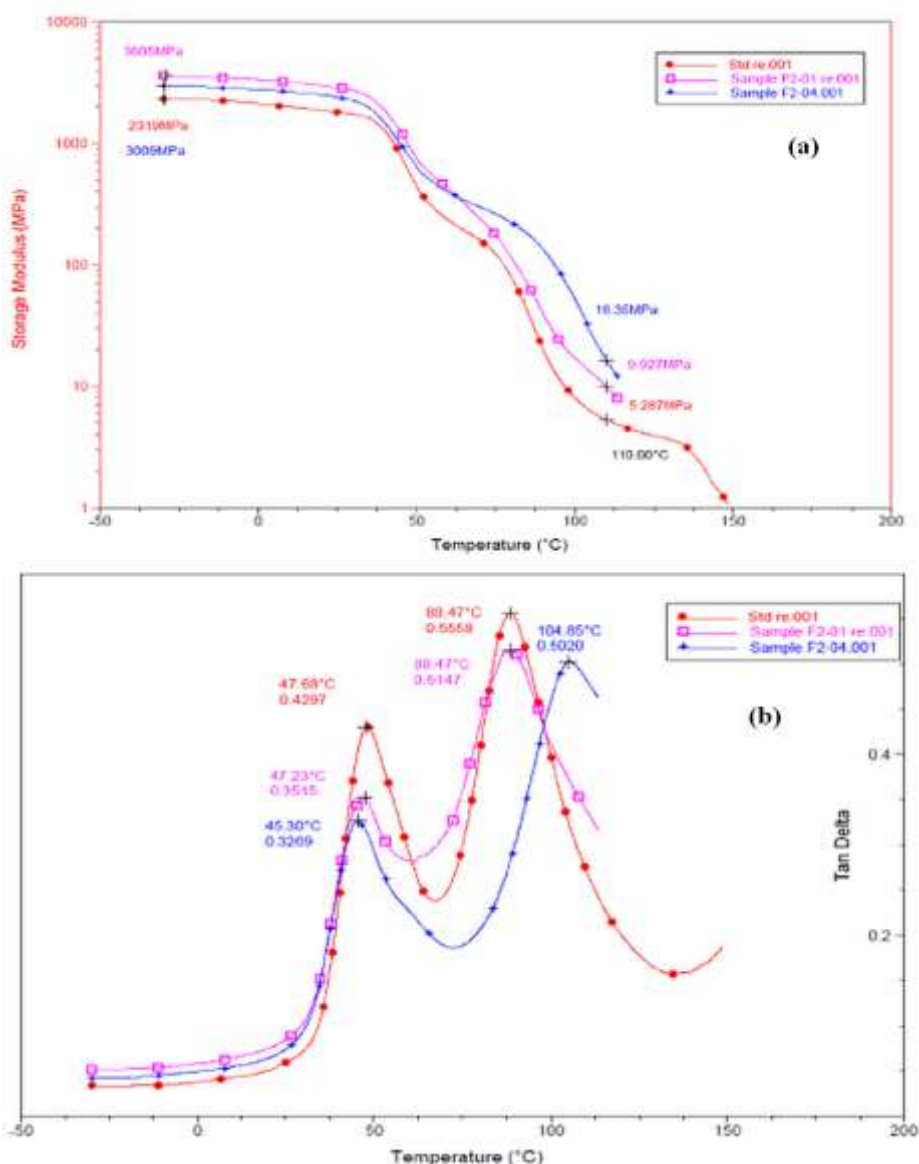 10000
3605MPa
Std re.001
Sample F2-01 re.001
Sample F2-04.001
(a)
2319MPa
3009MPa
1000
Storage Modulus (MPa)
100
16.35MPa
9.927MPa
10
5.287MPa
110.00°C
1
-50
0
50
100
150
200
Temperature (°C)
88.47°C
0.5559
104.85°C
0.5020
Std re.001
Sample F2-01 re.001
Sample F2-04.001
88.47°C
0.5147
47.68°C
0.4297
(b)
0.4
47.23°C
0.3515
45.30°C
0.3269
Tan Delta
0.2
-50
0
50
100
150
200
Temperature (°C)